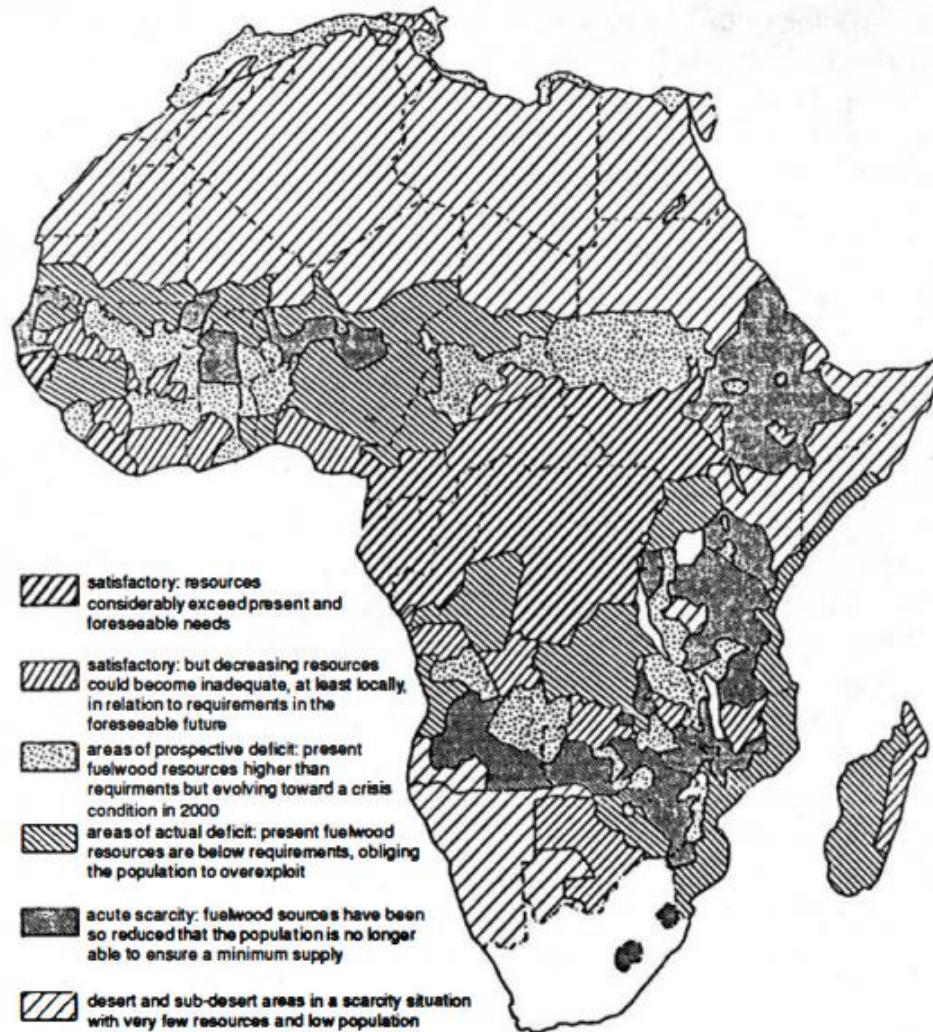 satisfactory: resources
considerably exceed present and
foreseeable needs
satisfactory: but decreasing resources
could become inadequate, at least locally,
in relation to requirements in the
foreseeable future
areas of prospective deficit: present
fuelwood resources higher than
requirments but evolving toward a crisis
condition in 2000
areas of actual deficit: present fuelwood
resources are below requirements, obliging
the population to overexploit
acute scarcity: fuelwood sources have been
so reduced that the population is no longer
able to ensure a minimum supply
desert and sub-desert areas in a scarcity situation
with very few resources and low population